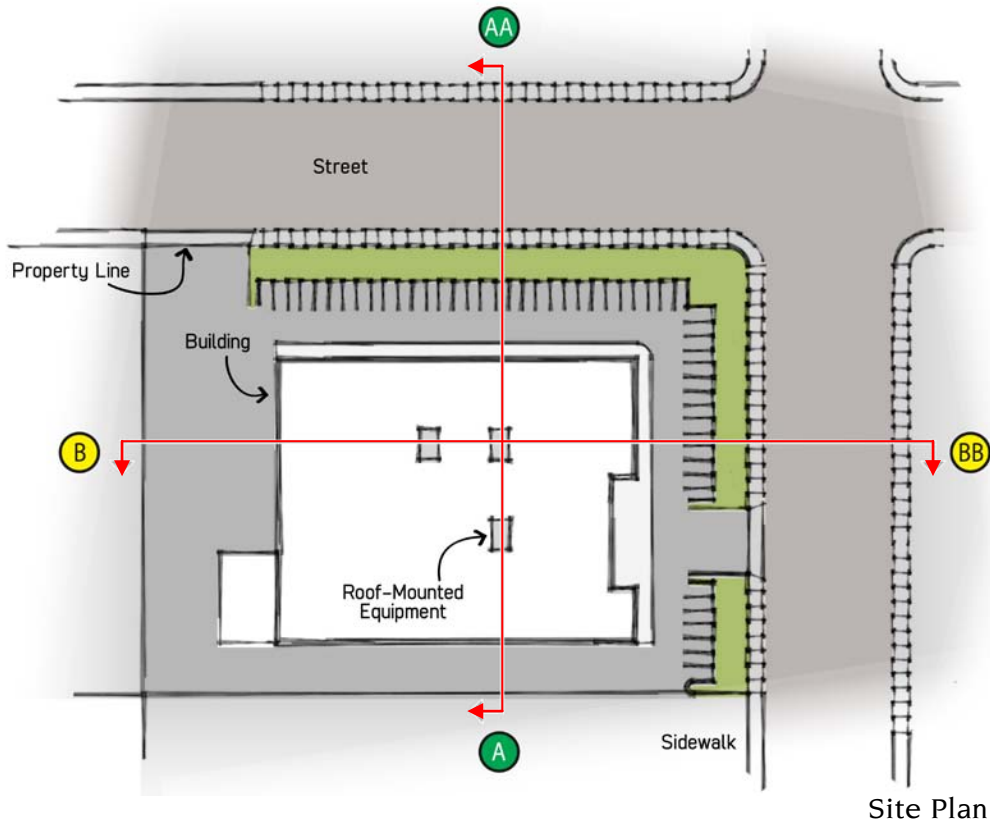 AA
Street
Property Line
Building
B
BB
Roof-Mounted
Equipment
A
Sidewalk
Site Plan